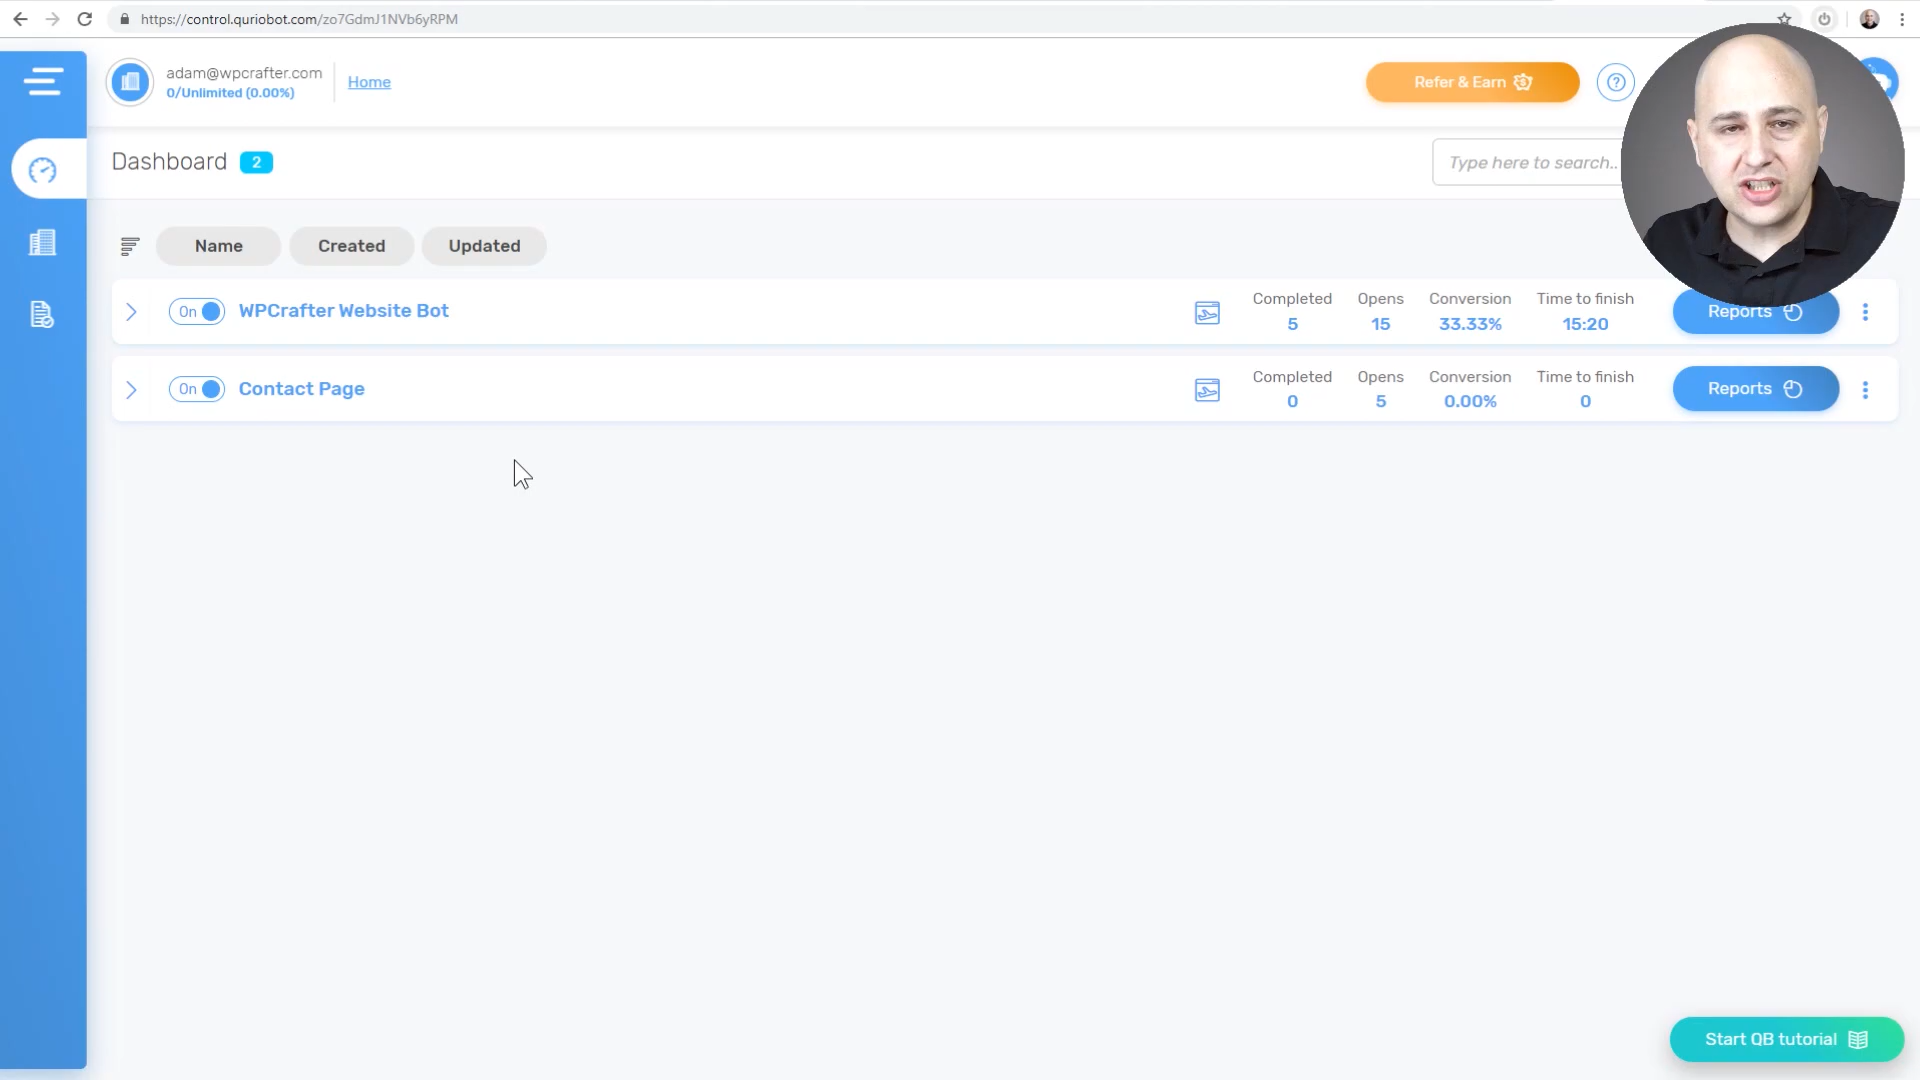 https://control.quriobot.com/zo7GdmJ1NVb6yRPM
adam@wpcrafter.com
0/Unlimited (0.00%)
Home
Refer & Earn
Dashboard 2
Type here to search..
Name Created Updated
On WPCrafter Website Bot
Completed Opens Conversion Time to finish
5 15 33.33% 15:20
Reports
On Contact Page
Completed Opens Conversion Time to finish
0 5 0.00% 0
Reports
Start QB tutorial